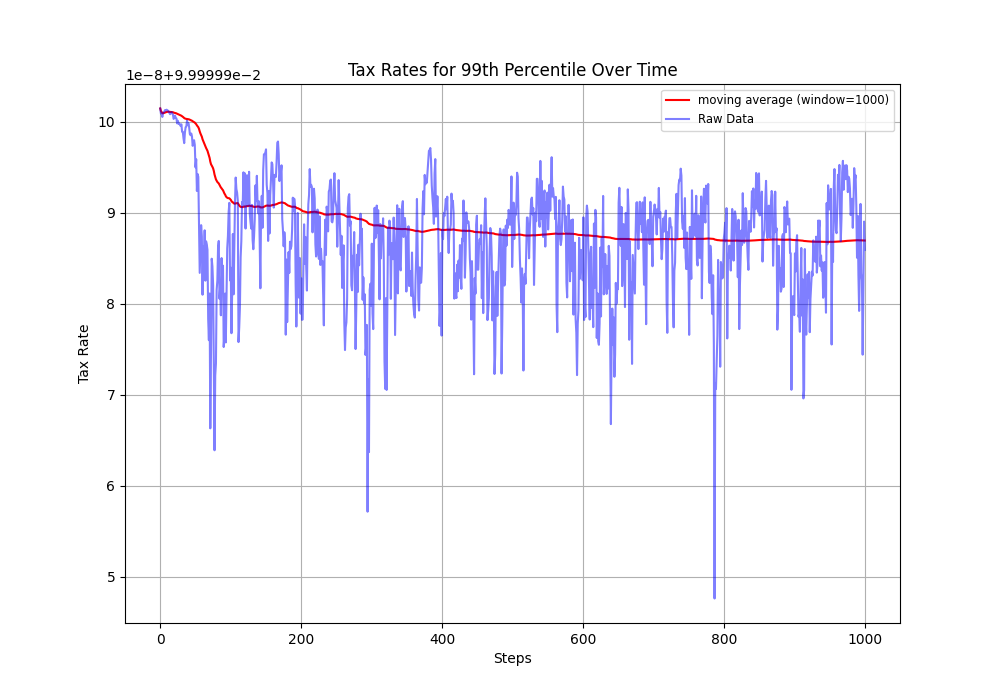 Tax Rates for 99th Percentile Over Time
1e−8+9.99999e−2
moving average (window=1000)
Raw Data
10
9
8
7
6
5
Tax Rate
0 200 400 600 800 1000
Steps